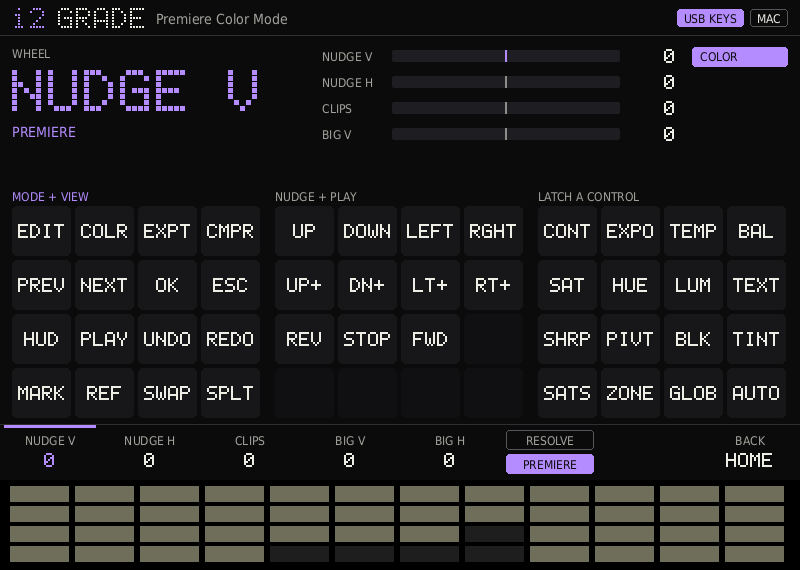 i2 GRADE Premiere Color Mode USB KEYS MAC
WHEEL
NUDGE V
PREMIERE
NUDGE V 0 COLOR
NUDGE H 0
CLIPS 0
BIG V 0
MODE + VIEW NUDGE + PLAY LATCH A CONTROL
EDIT COLR EXPT CMPR UP DOWN LEFT RGHT CONT EXPO TEMP BAL
PREV NEXT OK ESC UP+ DN+ LT+ RT+ SAT HUE LUM TEXT
HUD PLAY UNDO REDO REV STOP FWD SHRP PIVT BLK TINT
MARK REF SWAP SPLT SATS ZONE GLOB AUTO
NUDGE V NUDGE H CLIPS BIG V BIG H RESOLVE BACK
0 0 0 0 0 PREMIERE HOME